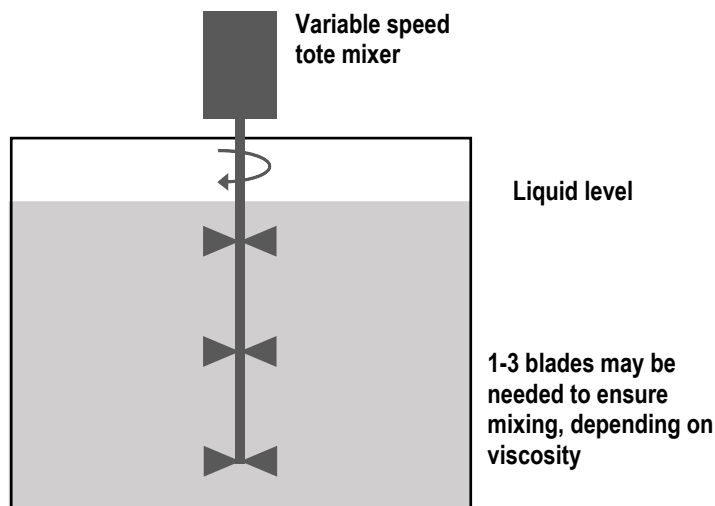 Variable speed
tote mixer
Liquid level
1-3 blades may be
needed to ensure
mixing, depending on
viscosity